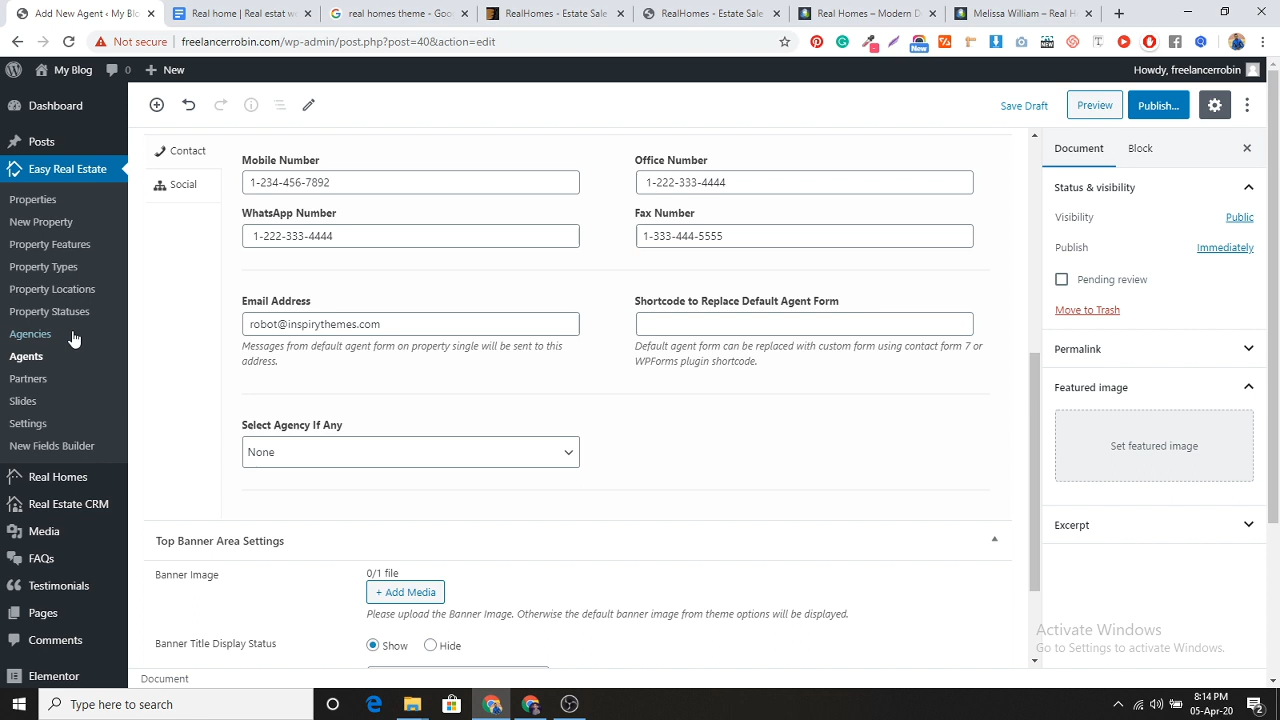 Add New Agent ‹ My Blog
Real home | Real estat w
real homes theme - Goo
RealHomes - Estate Sale
RealHomes - Estate Sale
Real Homes – Modern D
Melissa William – Real H
Not secure | freelancerrobin.com/wp-admin/post.php?post=40&action=edit
My Blog
0
New
Howdy, freelancerrobin
Dashboard
Posts
Easy Real Estate
Properties
New Property
Property Features
Property Types
Property Locations
Property Statuses
Agencies
Agents
Partners
Slides
Settings
New Fields Builder
Real Homes
Real Estate CRM
Media
FAQs
Testimonials
Pages
Comments
Elementor
Save Draft
Preview
Publish...
Contact
Social
Mobile Number
1-234-456-7892
Office Number
1-222-333-4444
WhatsApp Number
1-222-333-4444
Fax Number
1-333-444-5555
Email Address
robot@inspirythemes.com
Messages from default agent form on property single will be sent to this
address.
Shortcode to Replace Default Agent Form
Default agent form can be replaced with custom form using contact form 7 or
WPForms plugin shortcode.
Select Agency If Any
None
Top Banner Area Settings
Banner Image
0/1 file
+ Add Media
Please upload the Banner Image. Otherwise the default banner image from theme options will be displayed.
Banner Title Display Status
Show
Hide
Document
Document
Block
Status & visibility
Visibility
Public
Publish
Immediately
Pending review
Move to Trash
Permalink
Featured image
Set featured image
Excerpt
Activate Windows
Go to Settings to activate Windows.
Type here to search
8:14 PM
05-Apr-20